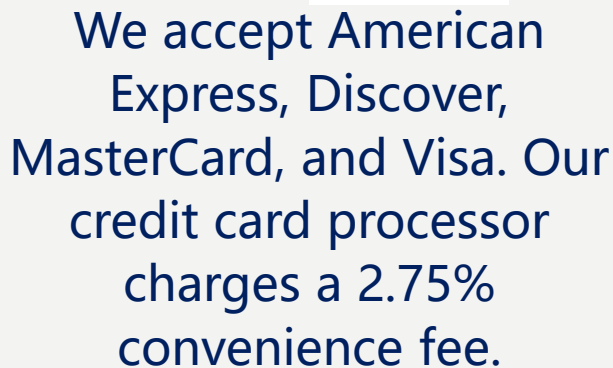 We accept American
Express, Discover,
MasterCard, and Visa. Our
credit card processor
charges a 2.75%
convenience fee.